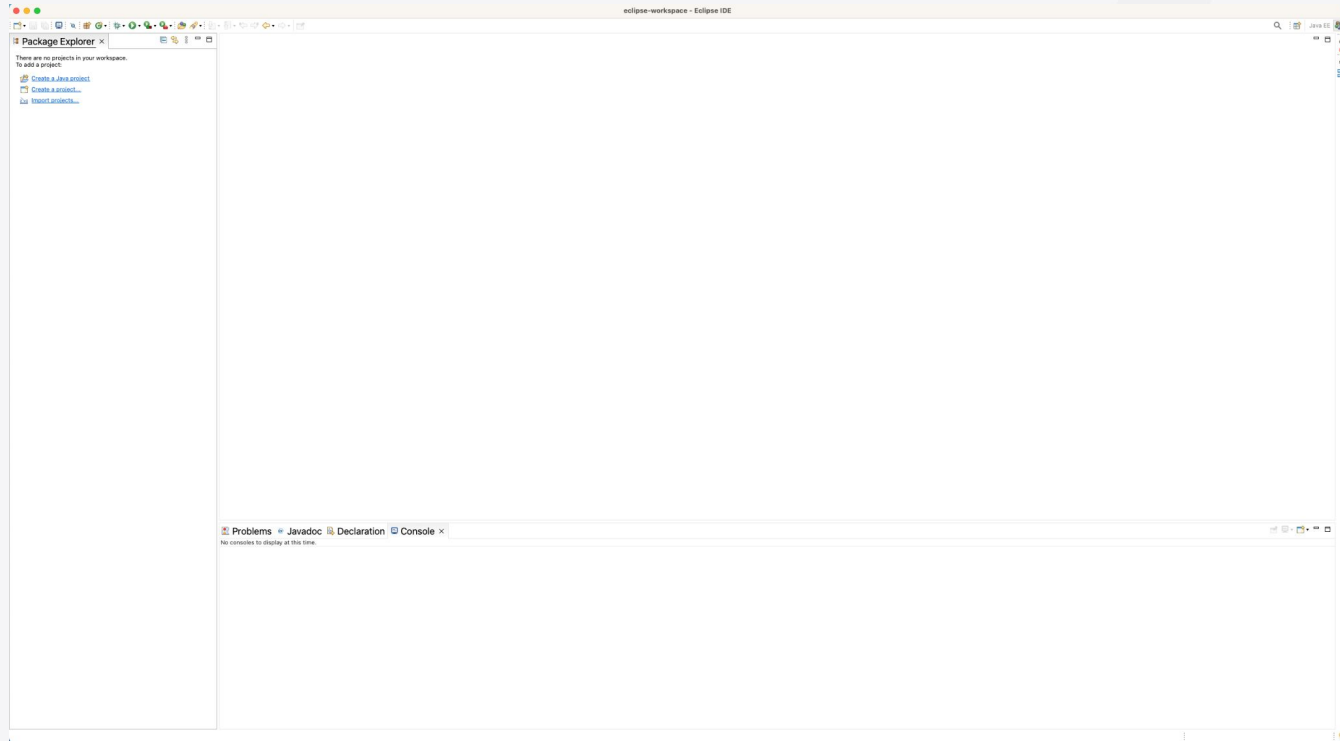 eclipse-workspace - Eclipse IDE
Java EE
Package Explorer
There are no projects in your workspace.
To add a project:
Create a Java project
Create a project...
Import projects...
Problems Javadoc Declaration Console
No consoles to display at this time.